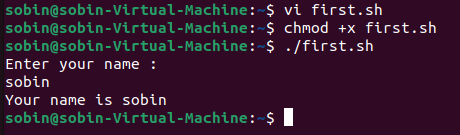 sobin@sobin-Virtual-Machine:~$ vi first.sh
sobin@sobin-Virtual-Machine:~$ chmod +x first.sh
sobin@sobin-Virtual-Machine:~$ ./first.sh
Enter your name :
sobin
Your name is sobin
sobin@sobin-Virtual-Machine:~$